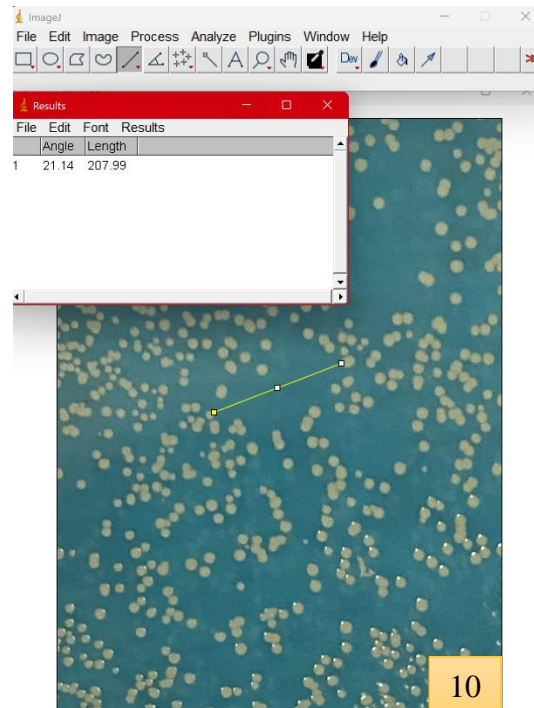 ImageJ
File Edit Image Process Analyze Plugins Window Help
A Dev
Results
File Edit Font Results
Angle Length
1 21.14 207.99
10